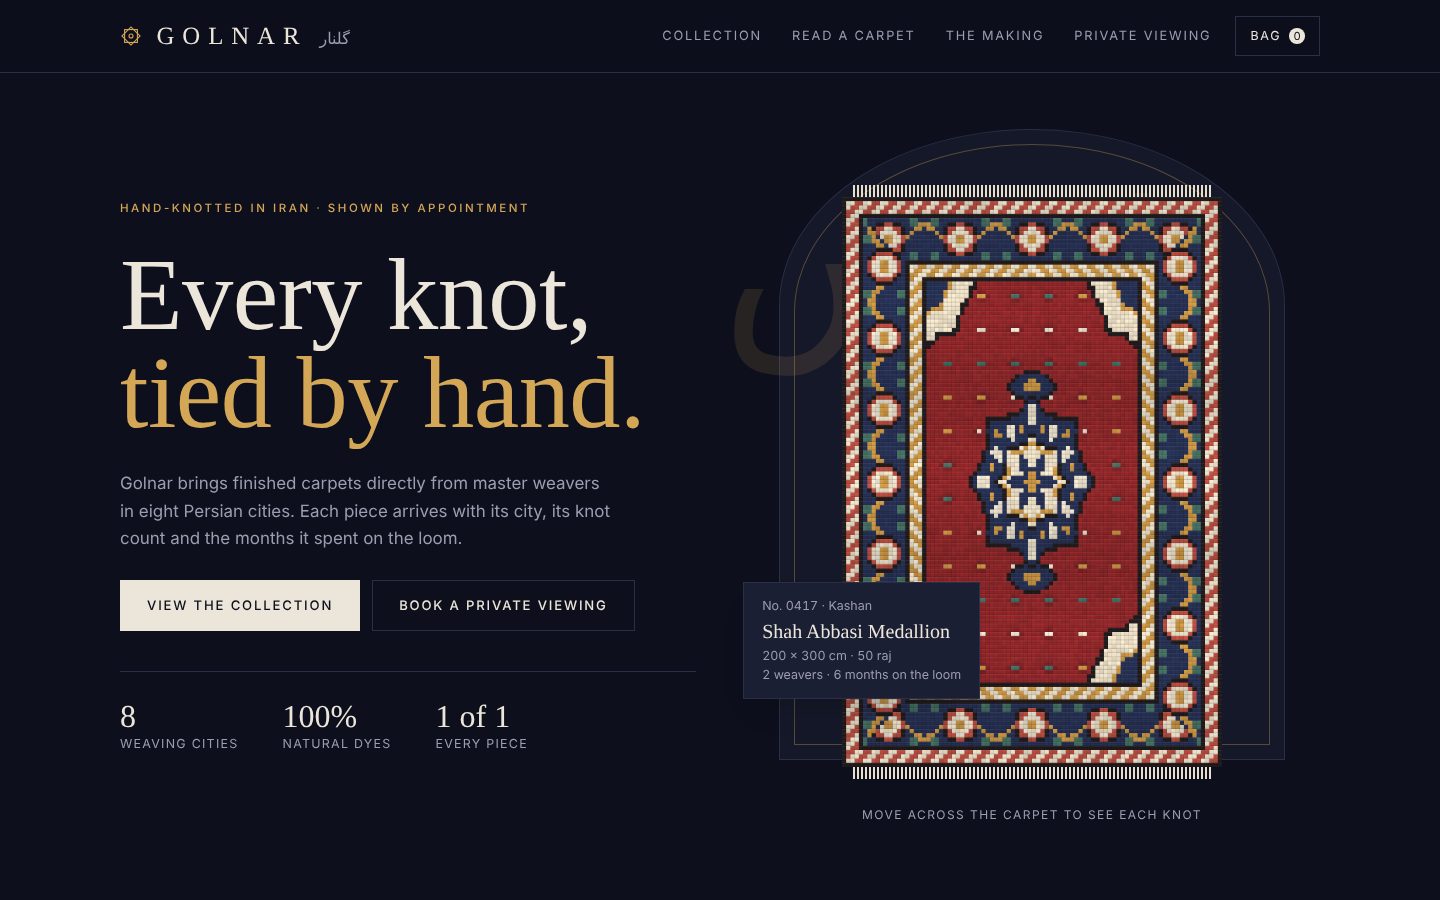 GOLNAR گلنار
COLLECTION READ A CARPET THE MAKING PRIVATE VIEWING BAG 0
HAND-KNOTTED IN IRAN · SHOWN BY APPOINTMENT
Every knot,
tied by hand.
Golnar brings finished carpets directly from master weavers
in eight Persian cities. Each piece arrives with its city, its knot
count and the months it spent on the loom.
VIEW THE COLLECTION BOOK A PRIVATE VIEWING
8 100% 1 of 1
WEAVING CITIES NATURAL DYES EVERY PIECE
No. 0417 · Kashan
Shah Abbasi Medallion
200 × 300 cm · 50 raj
2 weavers · 6 months on the loom
MOVE ACROSS THE CARPET TO SEE EACH KNOT